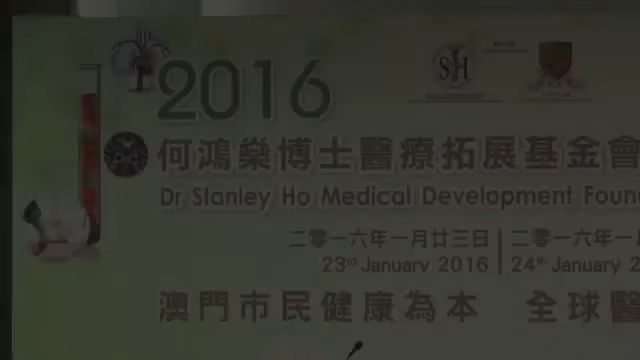 SH
2016
何鴻燊博士醫療拓展基金會
Dr Stanley Ho Medical Development Foun
二零一六年一月廿三日 二零一六年一月
23rd January 2016 24th January 2
澳門市民健康為本 全球醫